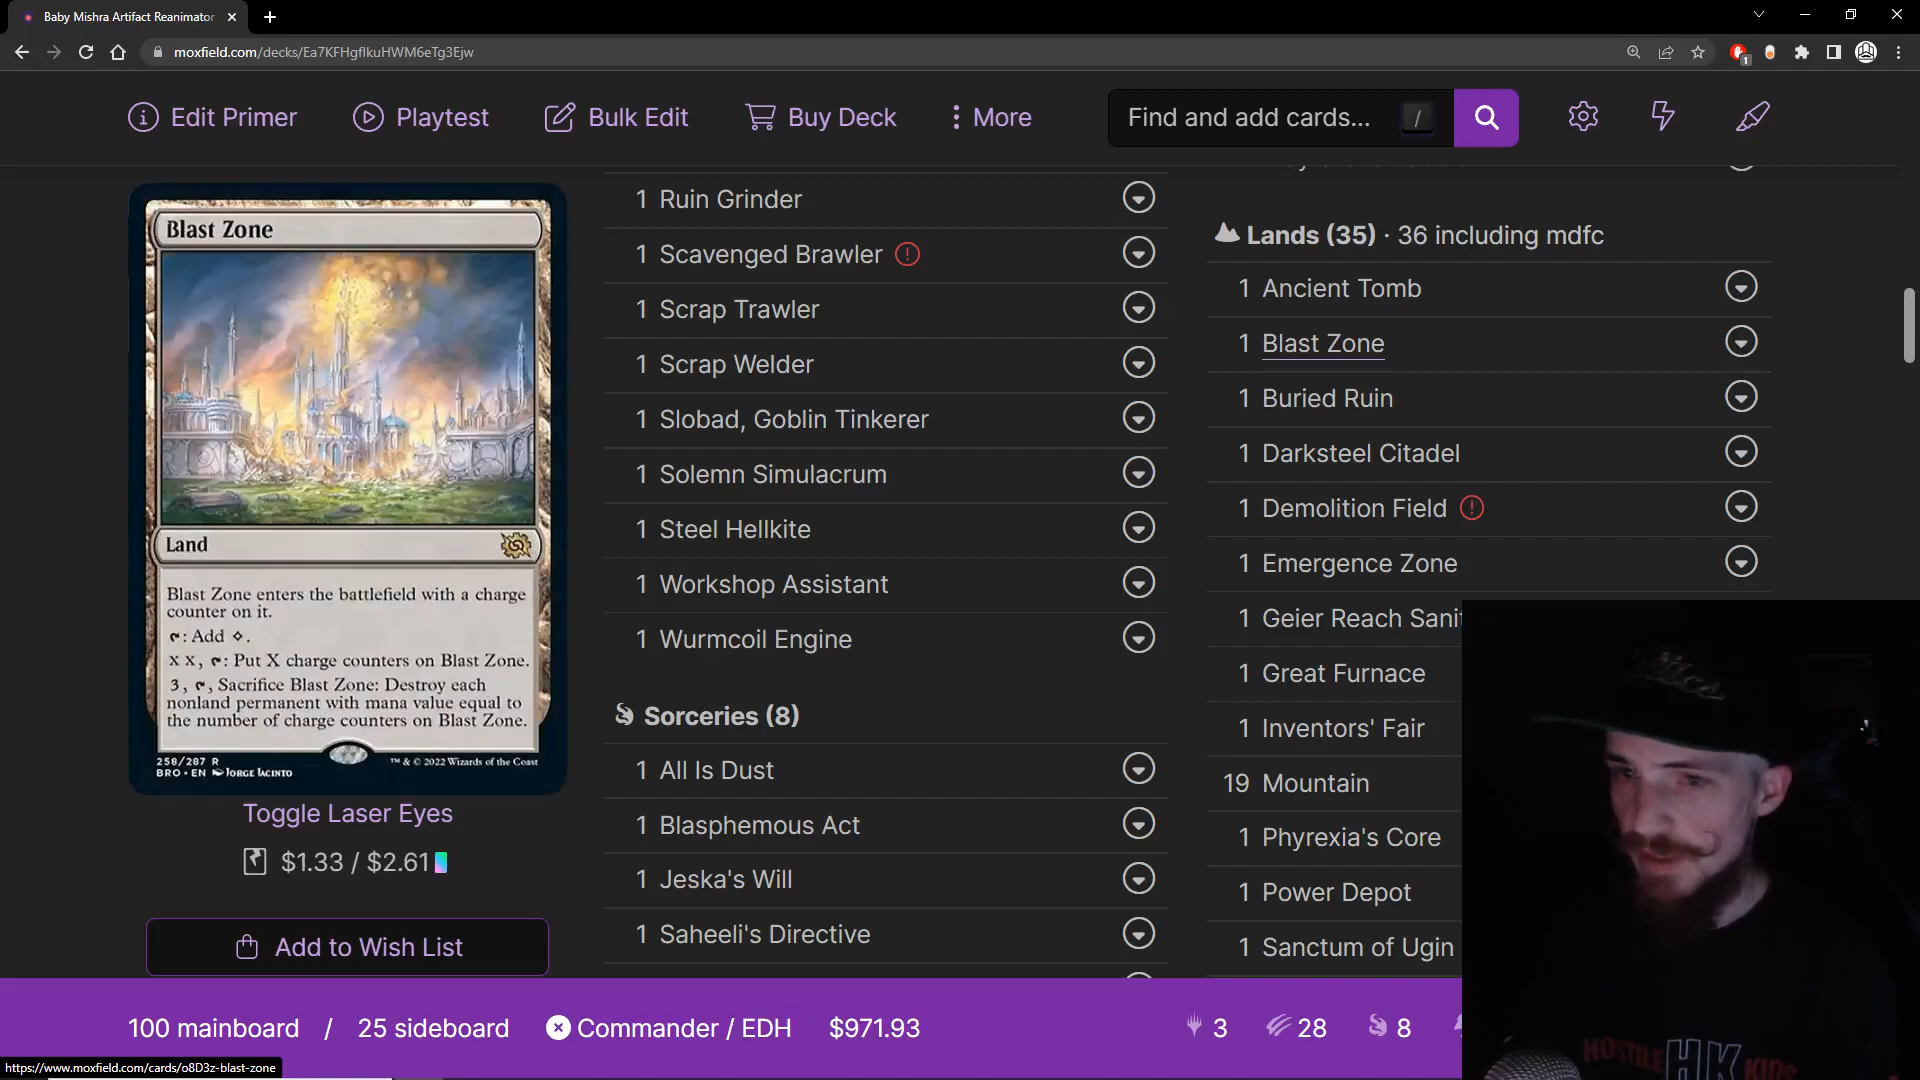 Baby Mishra Artifact Reanimator
moxfield.com/decks/Ea7KFHgflkuHWM6eTg3Ejw
1
Edit Primer
Playtest
Bulk Edit
Buy Deck
More
Find and add cards... /
Blast Zone
Land
Blast Zone enters the battlefield with a charge
counter on it.
: Add
X X, : Put X charge counters on Blast Zone.
3, , Sacrifice Blast Zone: Destroy each
nonland permanent with mana value equal to
the number of charge counters on Blast Zone.
258/287 R
BRO • EN Jorge Jacinto
™ & © 2022 Wizards of the Coast
Toggle Laser Eyes
$1.33 / $2.61
Add to Wish List
1 Ruin Grinder
1 Scavenged Brawler
1 Scrap Trawler
1 Scrap Welder
1 Slobad, Goblin Tinkerer
1 Solemn Simulacrum
1 Steel Hellkite
1 Workshop Assistant
1 Wurmcoil Engine
Sorceries (8)
1 All Is Dust
1 Blasphemous Act
1 Jeska's Will
1 Saheeli's Directive
Lands (35) · 36 including mdfc
1 Ancient Tomb
1 Blast Zone
1 Buried Ruin
1 Darksteel Citadel
1 Demolition Field
1 Emergence Zone
1 Geier Reach Sani
1 Great Furnace
1 Inventors' Fair
19 Mountain
1 Phyrexia's Core
1 Power Depot
1 Sanctum of Ugin
HOSTILE HK KIDS
100 mainboard / 25 sideboard
Commander / EDH
$971.93
3
28
8
https://www.moxfield.com/cards/o8D3z-blast-zone